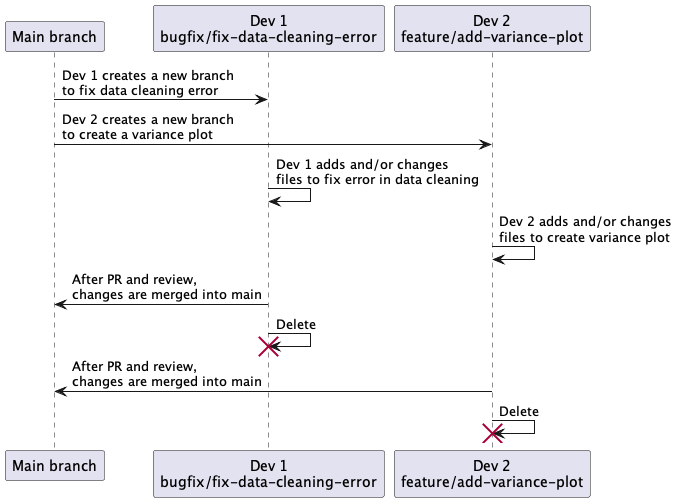 Main branch
Dev 1
bugfix/fix-data-cleaning-error
Dev 2
feature/add-variance-plot
Dev 1 creates a new branch
to fix data cleaning error
Dev 2 creates a new branch
to create a variance plot
Dev 1 adds and/or changes
files to fix error in data cleaning
Dev 2 adds and/or changes
files to create variance plot
After PR and review,
changes are merged into main
Delete
After PR and review,
changes are merged into main
Delete
Main branch
Dev 1
bugfix/fix-data-cleaning-error
Dev 2
feature/add-variance-plot